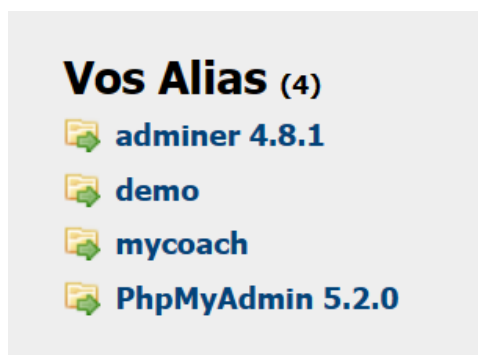 Vos Alias (4)
adminer 4.8.1
demo
mycoach
PhpMyAdmin 5.2.0